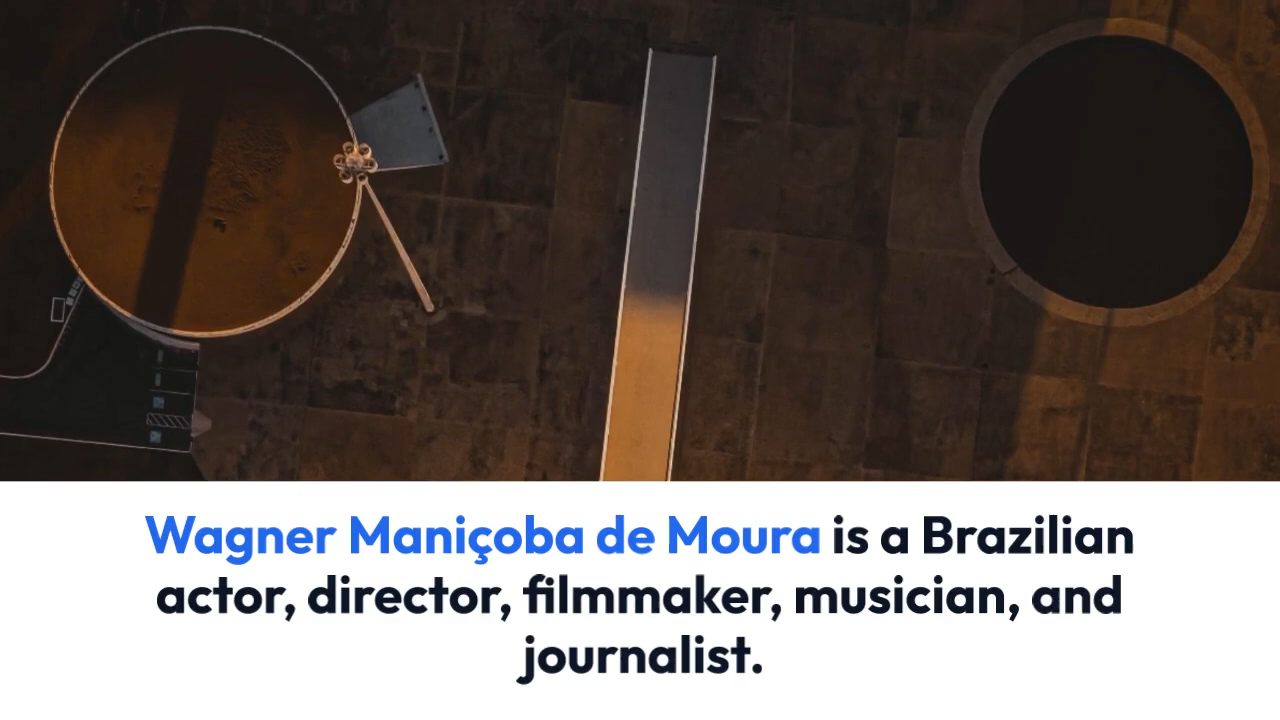 Wagner Maniçoba de Moura is a Brazilian
actor, director, filmmaker, musician, and
journalist.